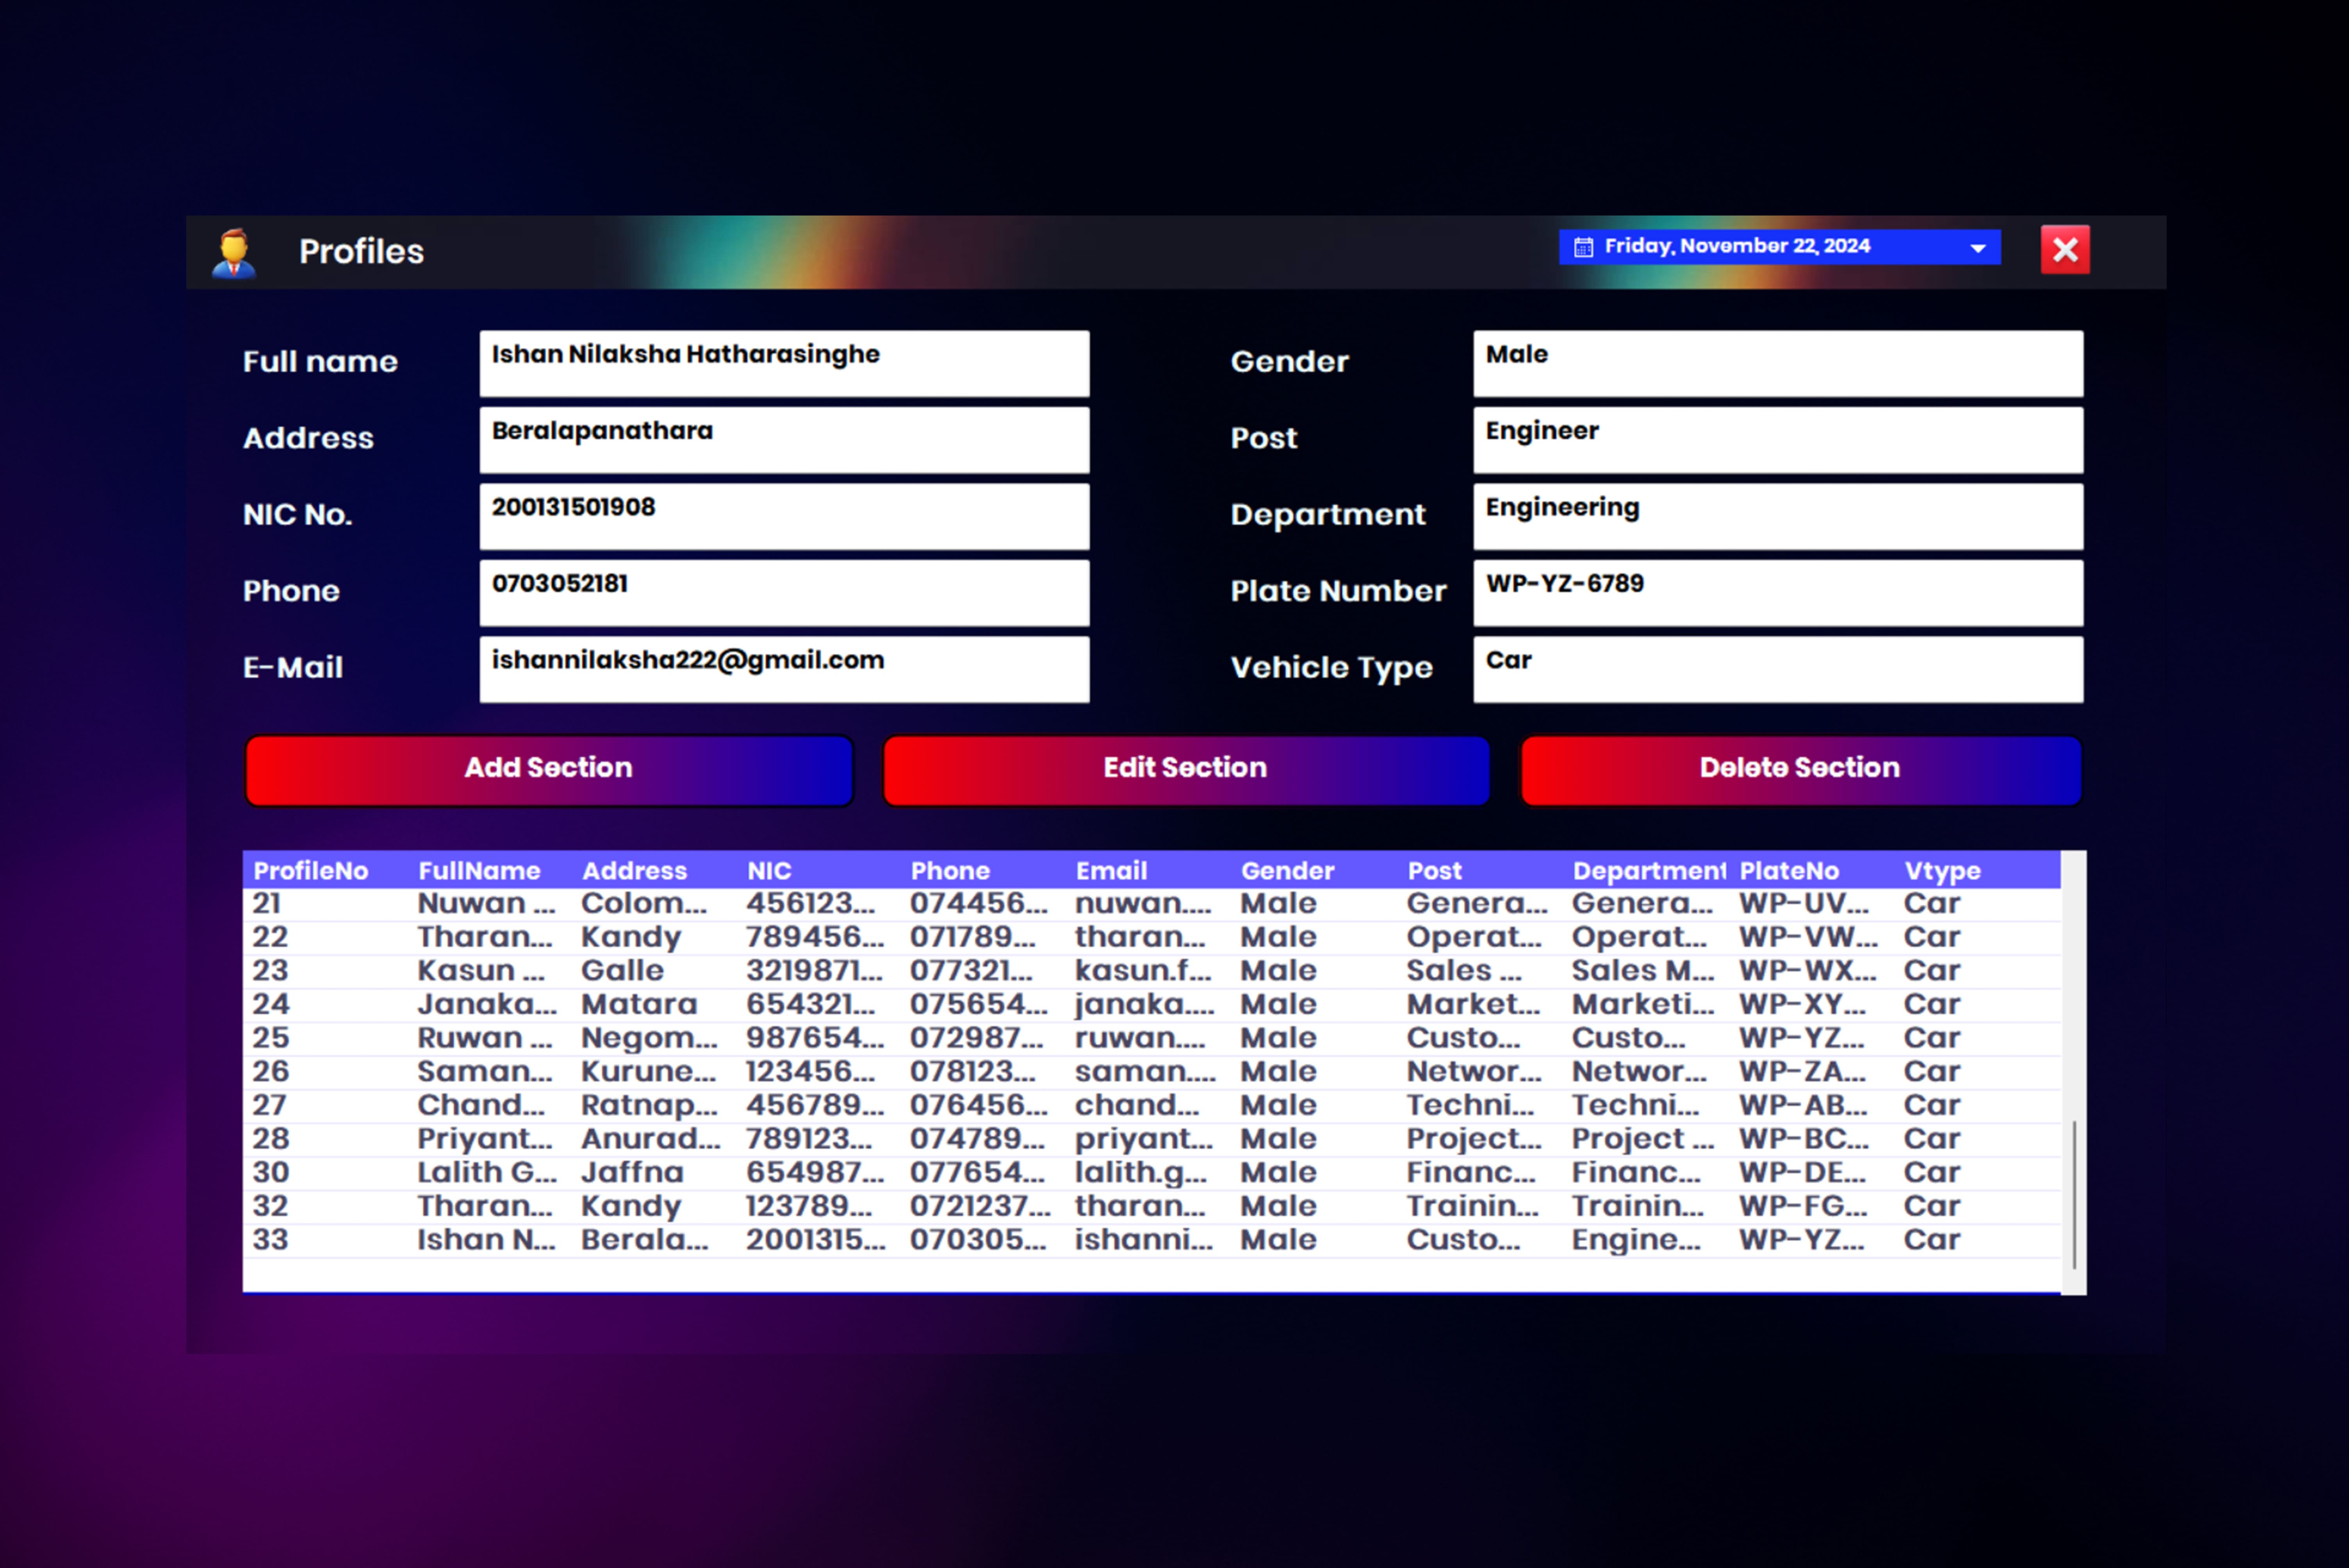 Profiles
Friday, November 22, 2024
Full name Ishan Nilaksha Hatharasinghe Gender Male
Address Beralapanathara Post Engineer
NIC No. 200131501908 Department Engineering
Phone 0703052181 Plate Number WP-YZ-6789
E-Mail ishannilaksha222@gmail.com Vehicle Type Car
Add Section Edit Section Delete Section
ProfileNo FullName Address NIC Phone Email Gender Post Department PlateNo Vtype
21 Nuwan ... Colom... 456123... 074456... nuwan.... Male Genera... Genera... WP-UV... Car
22 Tharan... Kandy 789456... 071789... tharan... Male Operat... Operat... WP-VW... Car
23 Kasun ... Galle 3219871... 077321... kasun.f... Male Sales ... Sales M... WP-WX... Car
24 Janaka... Matara 654321... 075654... janaka.... Male Market... Marketi... WP-XY... Car
25 Ruwan ... Negom... 987654... 072987... ruwan.... Male Custo... Custo... WP-YZ... Car
26 Saman... Kurune... 123456... 078123... saman.... Male Networ... Networ... WP-ZA... Car
27 Chand... Ratnap... 456789... 076456... chand... Male Techni... Techni... WP-AB... Car
28 Priyant... Anurad... 789123... 074789... priyant... Male Project... Project ... WP-BC... Car
30 Lalith G... Jaffna 654987... 077654... lalith.g... Male Financ... Financ... WP-DE... Car
32 Tharan... Kandy 123789... 0721237... tharan... Male Trainin... Trainin... WP-FG... Car
33 Ishan N... Berala... 2001315... 070305... ishanni... Male Custo... Engine... WP-YZ... Car